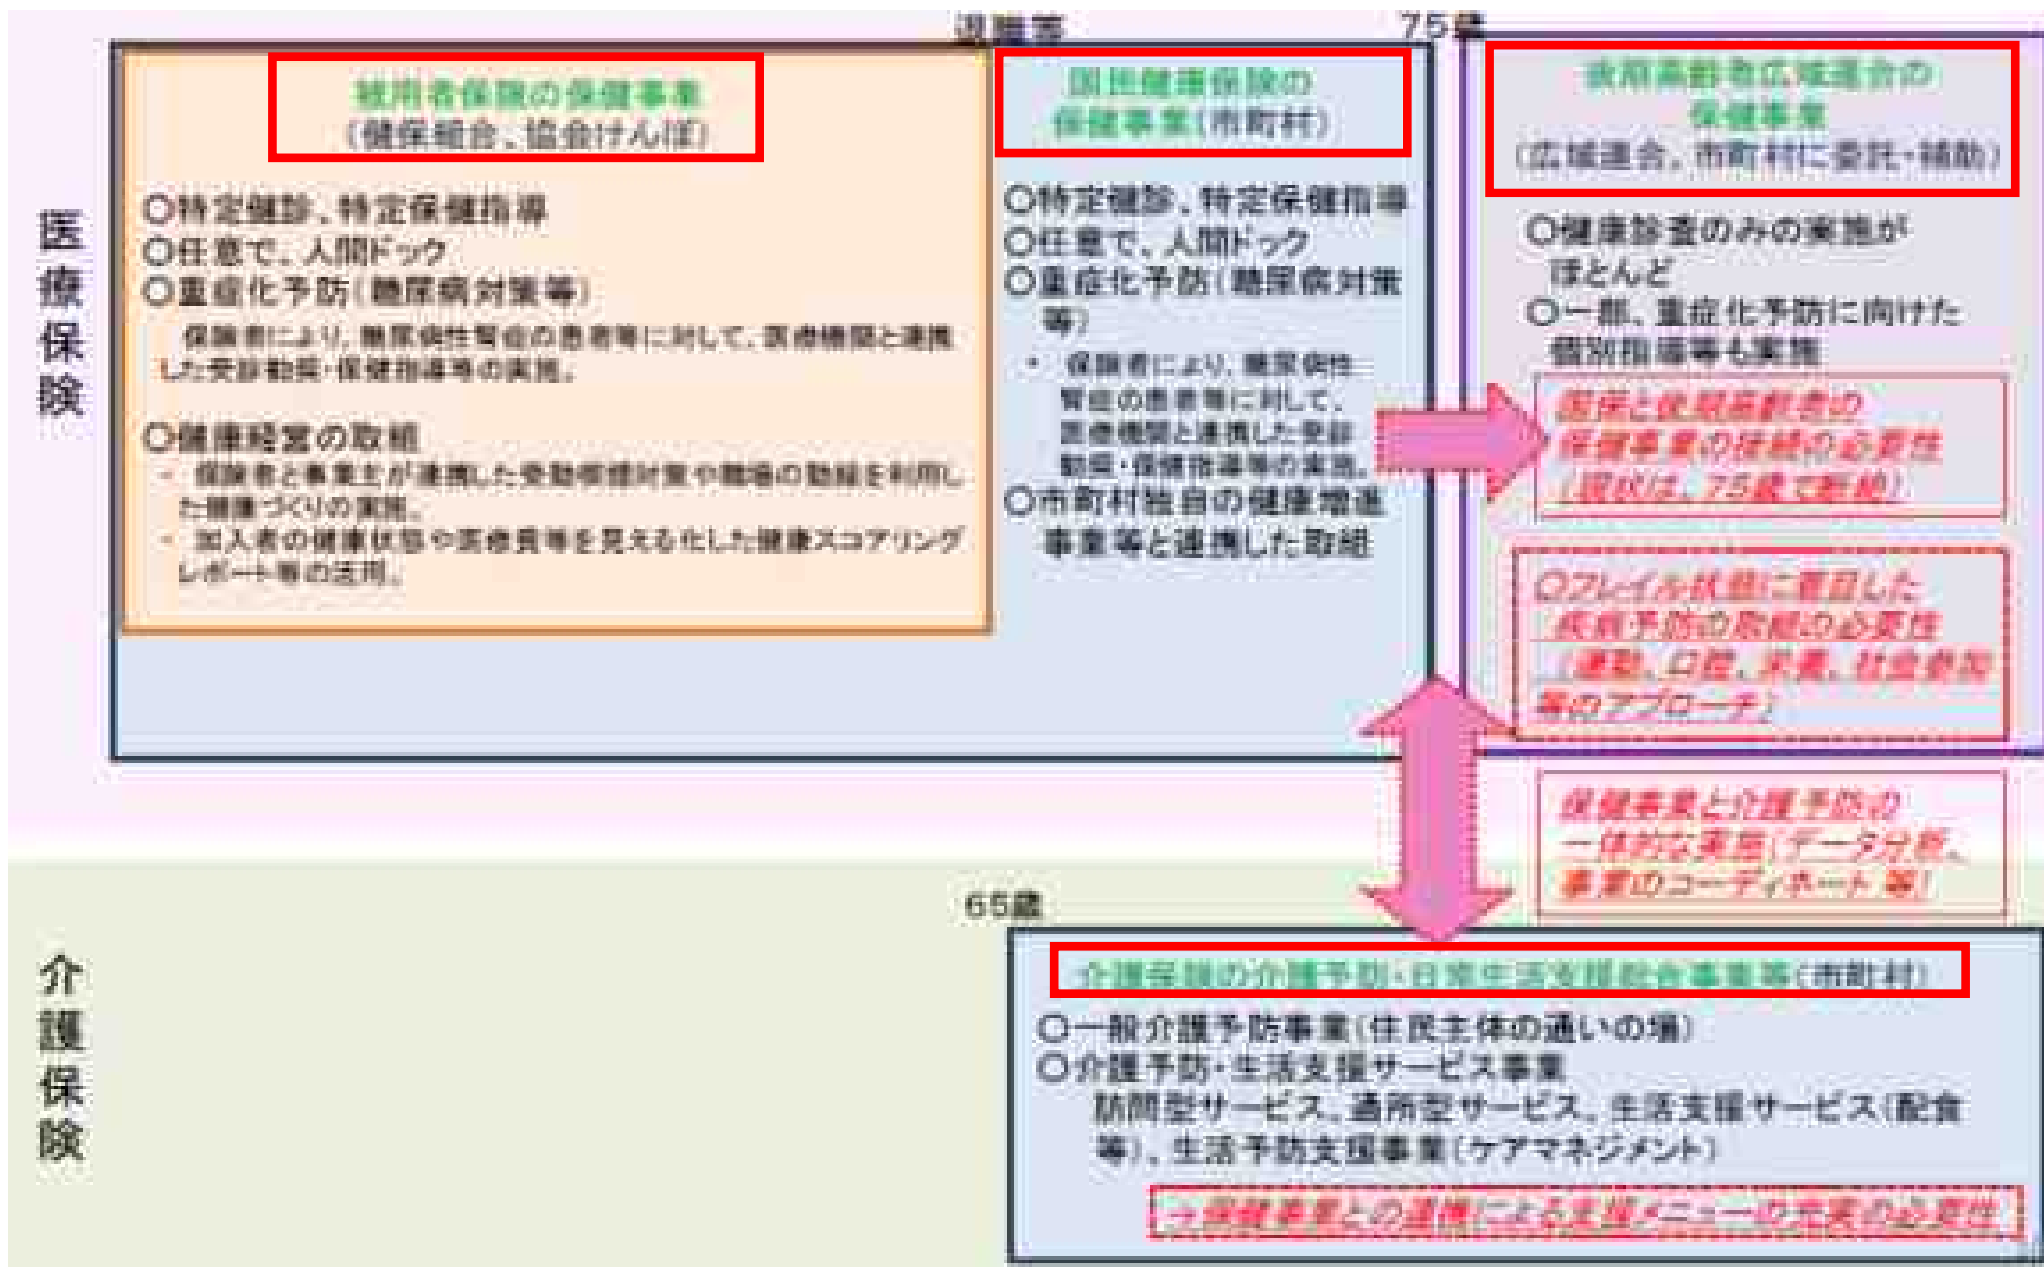 退職等
75歳
医療保険
被用者保険の保健事業
(健保組合、協会けんぽ)
○特定健診、特定保健指導
○任意で、人間ドック
○重症化予防(糖尿病対策等)
保険者により、糖尿病性腎症の患者等に対して、医療機関と連携
した受診勧奨・保健指導等の実施。
○健康経営の取組
- 保険者と事業主が連携した受動喫煙対策や職場の動線を利用し
た健康づくりの実施。
- 加入者の健康状態や医療費等を見える化した健康スコアリング
レポート等の活用。
国民健康保険の
保健事業(市町村)
○特定健診、特定保健指導
○任意で、人間ドック
○重症化予防(糖尿病対策
等)
・ 保険者により、糖尿病性
腎症の患者等に対して、
医療機関と連携した受診
勧奨・保健指導等の実施。
○市町村独自の健康増進
事業等と連携した取組
後期高齢者広域連合の
保健事業
(広域連合、市町村に委託・補助)
○健康診査のみの実施が
ほとんど
○一部、重症化予防に向けた
個別指導等も実施
国保と後期高齢者の
保健事業の接続の必要性
(現状は、75歳で断絶)
○フレイル状態に着目した
疾病予防の取組の必要性
(運動、口腔、栄養、社会参加
等のアプローチ)
保健事業と介護予防の
一体的な実施(データ分析、
事業のコーディネート等)
介護保険
65歳
介護保険の介護予防・日常生活支援総合事業等(市町村)
○一般介護予防事業(住民主体の通いの場)
○介護予防・生活支援サービス事業
訪問型サービス、通所型サービス、生活支援サービス(配食
等)、生活予防支援事業(ケアマネジメント)
→保健事業との連携による支援メニューの充実の必要性